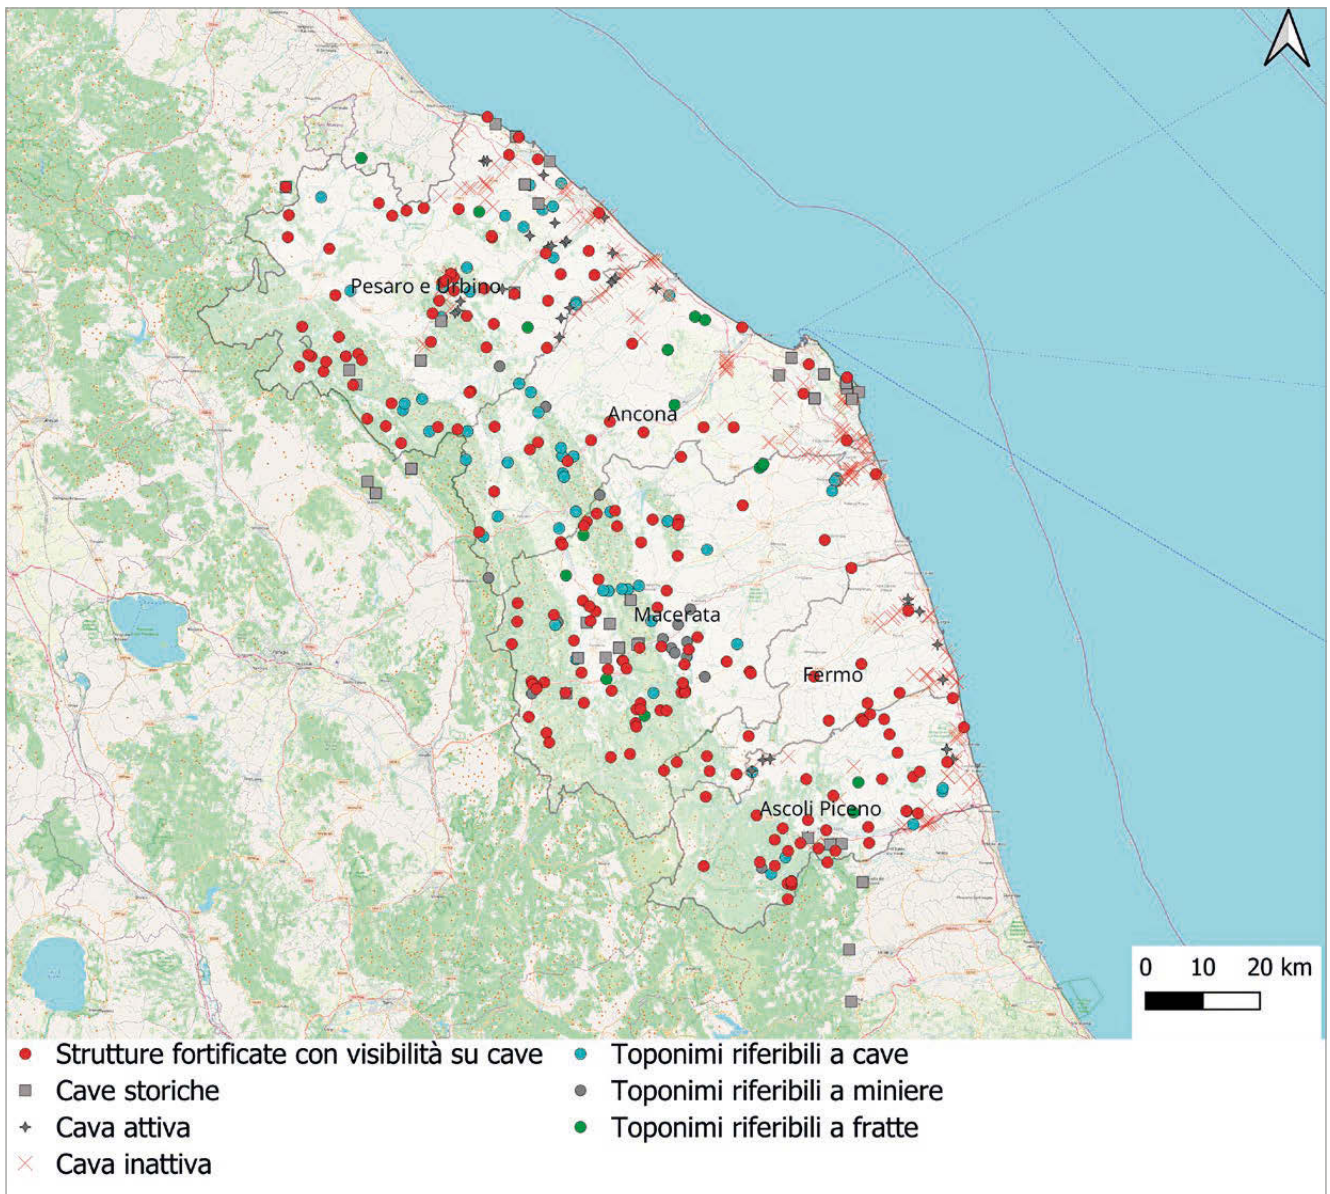 Pesaro e Urbino
Ancona
Macerata
Fermo
Ascoli Piceno
0 10 20 km
Strutture fortificate con visibilità su cave
Toponimi riferibili a cave
Cave storiche
Toponimi riferibili a miniere
Cava attiva
Toponimi riferibili a fratte
Cava inattiva